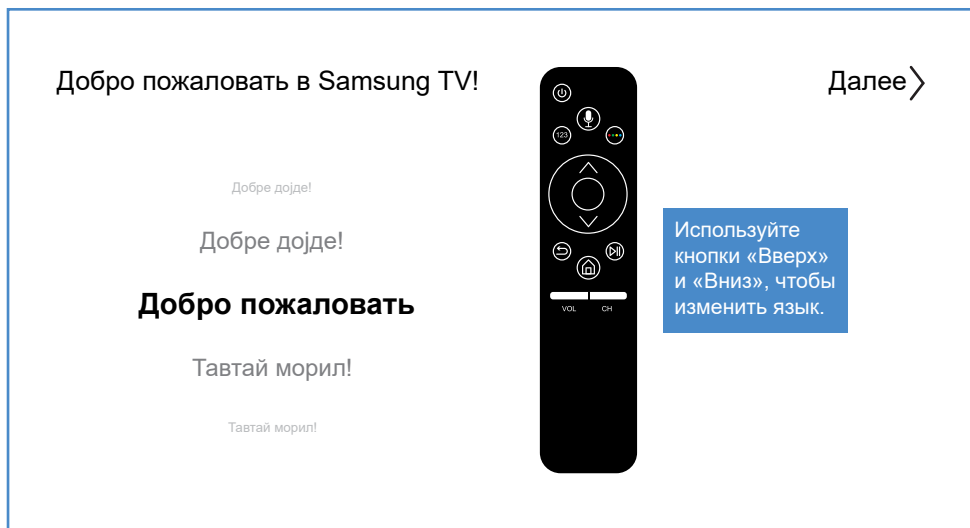 Добро пожаловать в Samsung TV!
Далее
Добре дојде!
Добре дојде!
Добро пожаловать
Тавтай морил!
Тавтай морил!
123
VOL
CH
Используйте
кнопки «Вверх»
и «Вниз», чтобы
изменить язык.